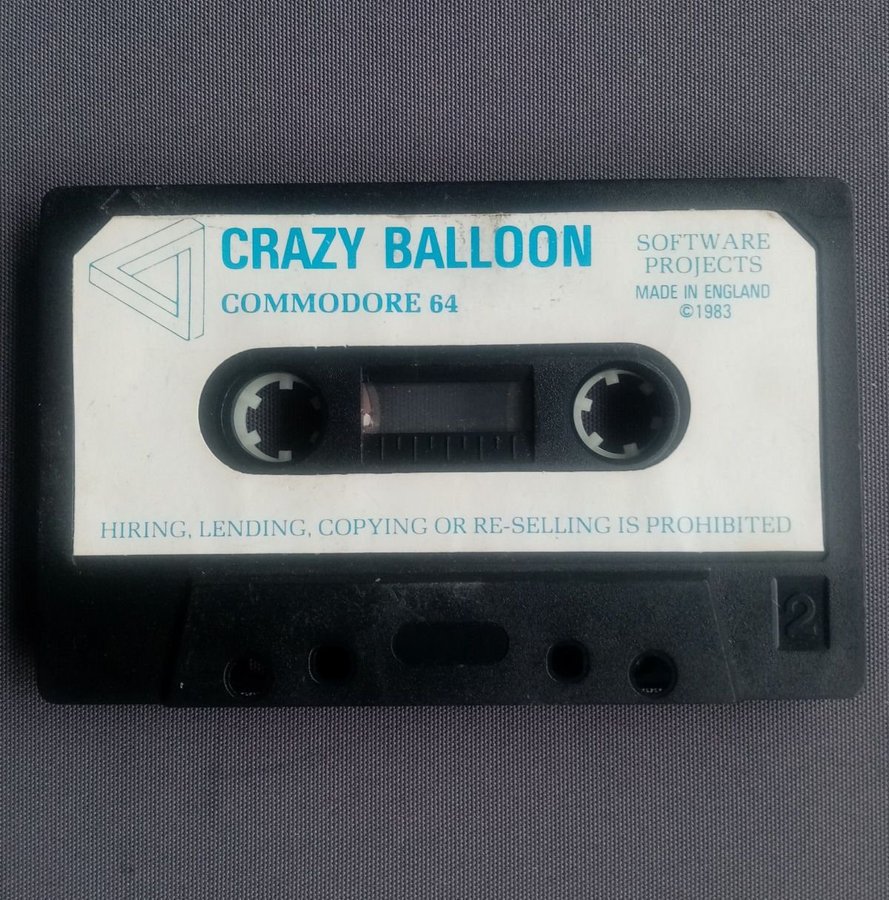 CRAZY BALLOON
COMMODORE 64
SOFTWARE
PROJECTS
MADE IN ENGLAND
©1983
HIRING, LENDING, COPYING OR RE-SELLING IS PROHIBITED
2